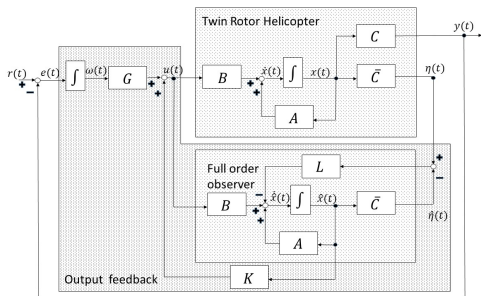 Twin Rotor Helicopter
y(t)
C
r(t)
+
−
e(t)
∫
ω(t)
G
+
+
u(t)
B
+
+
ẋ(t)
∫
x(t)
C̄
η(t)
A
+
−
Full order
observer
L
B
−
+
+
x̂̇(t)
∫
x̂(t)
C̄
η̂(t)
A
Output feedback
K